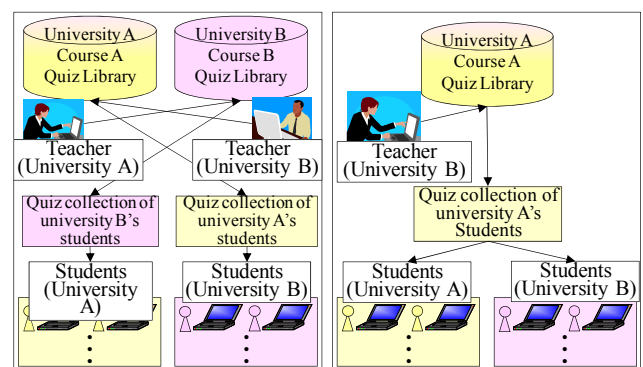 University A
Course A
Quiz Library
University B
Course B
Quiz Library
Teacher
(University A)
Teacher
(University B)
Quiz collection of
university B's
students
Quiz collection of
university A's
students
Students
(University
A)
Students
(University B)
University A
Course A
Quiz Library
Teacher
(University B)
Quiz collection of
university A's
Students
Students
(University A)
Students
(University B)